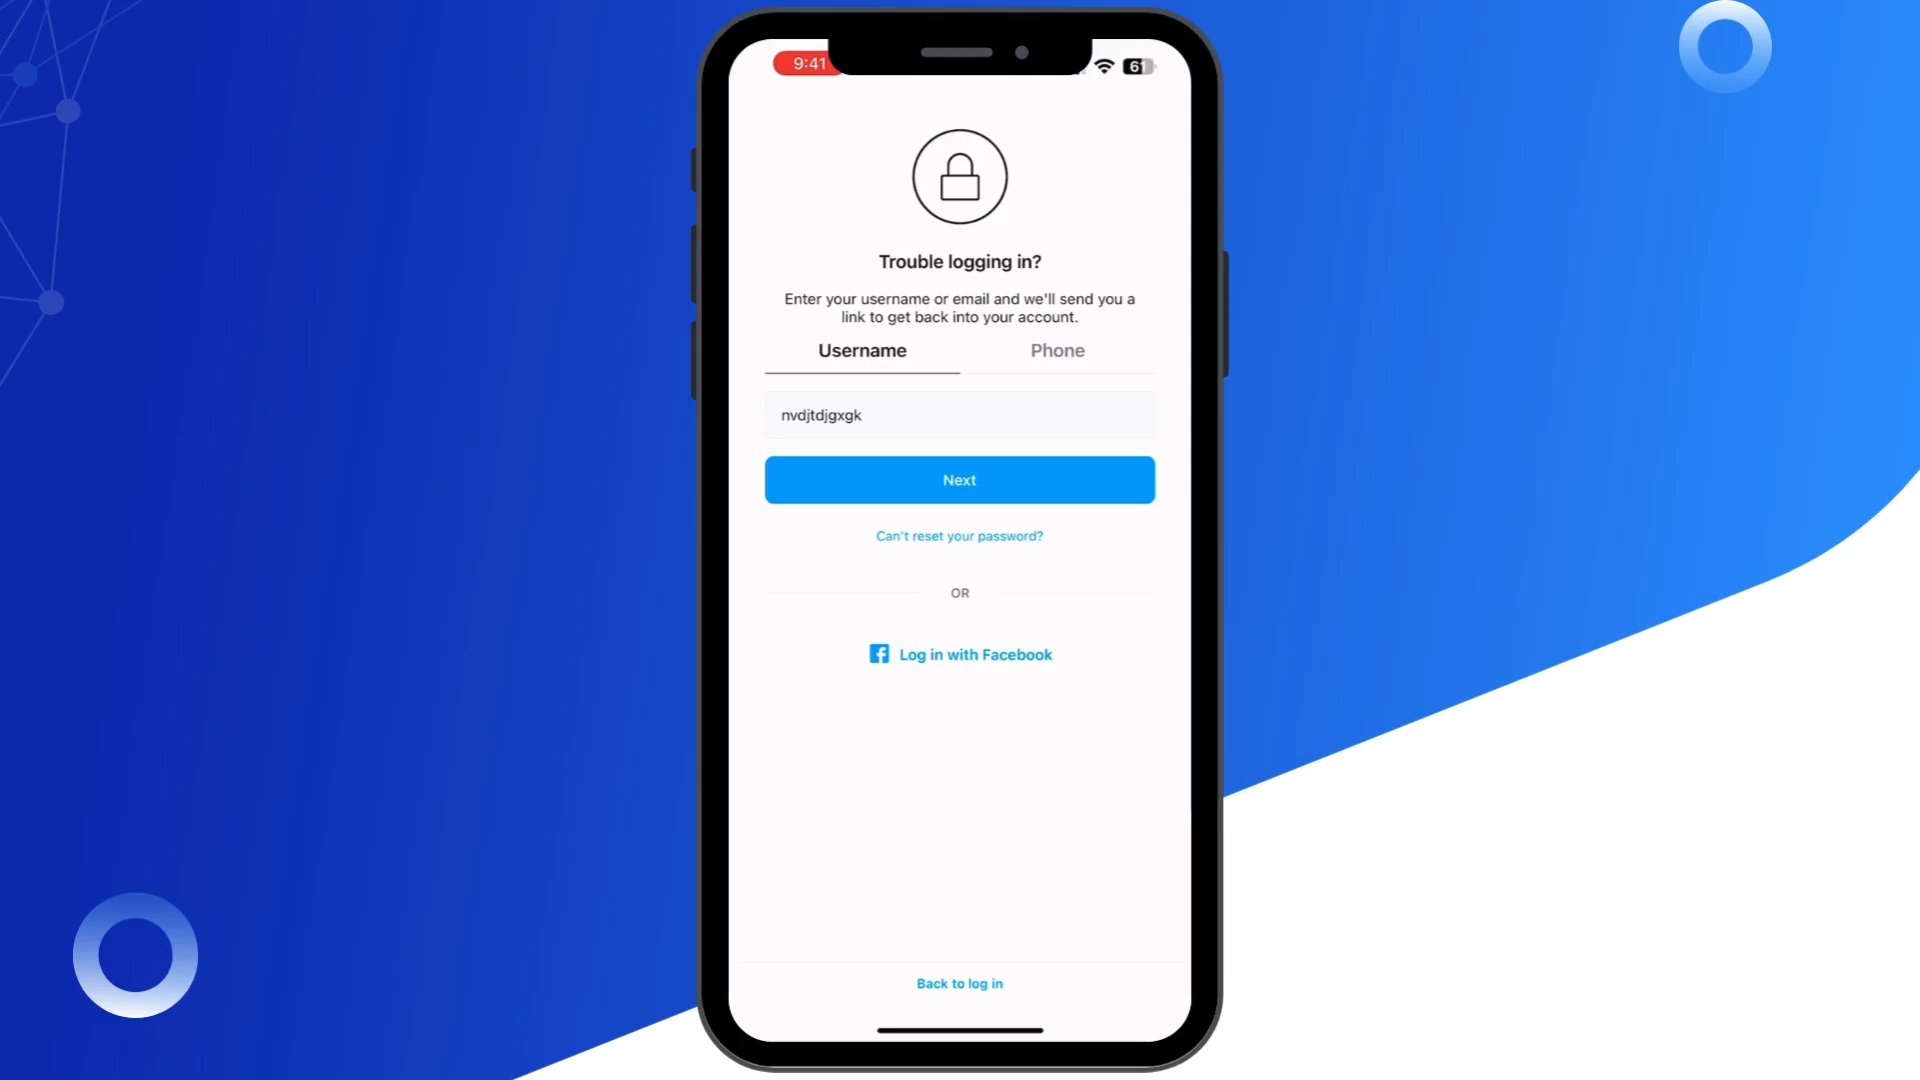 9:41
61
Trouble logging in?
Enter your username or email and we'll send you a
link to get back into your account.
Username Phone
nvdjtdjgxgk
Next
Can't reset your password?
OR
Log in with Facebook
Back to log in